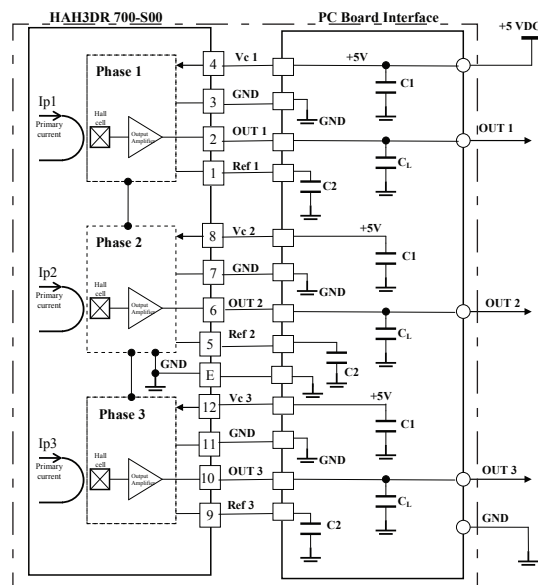 HAH3DR 700-S00 PC Board Interface
+5 VDC
Phase 1
4 Vc 1 +5V
C1
Ip1
Primary current
Hall cell
Output Amplifier
3 GND
GND
2 OUT 1
OUT 1
CL
1 Ref 1
C2
Phase 2
8 Vc 2 +5V
C1
7 GND
GND
Ip2
Primary current
Hall cell
Output Amplifier
6 OUT 2
OUT 2
CL
5 Ref 2
C2
GND
E
Phase 3
12 Vc 3 +5V
C1
11 GND
GND
Ip3
Primary current
Hall cell
Output Amplifier
10 OUT 3
OUT 3
CL
9 Ref 3
C2
GND